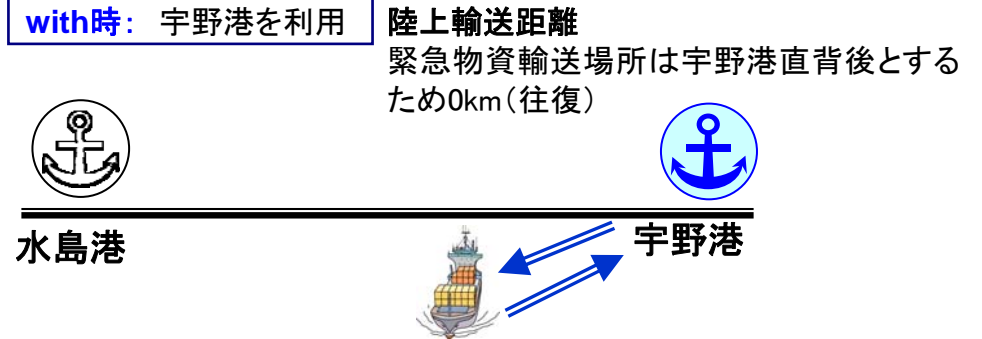 with時： 宇野港を利用
陸上輸送距離
緊急物資輸送場所は宇野港直背後とする
ため0km（往復）
水島港
宇野港